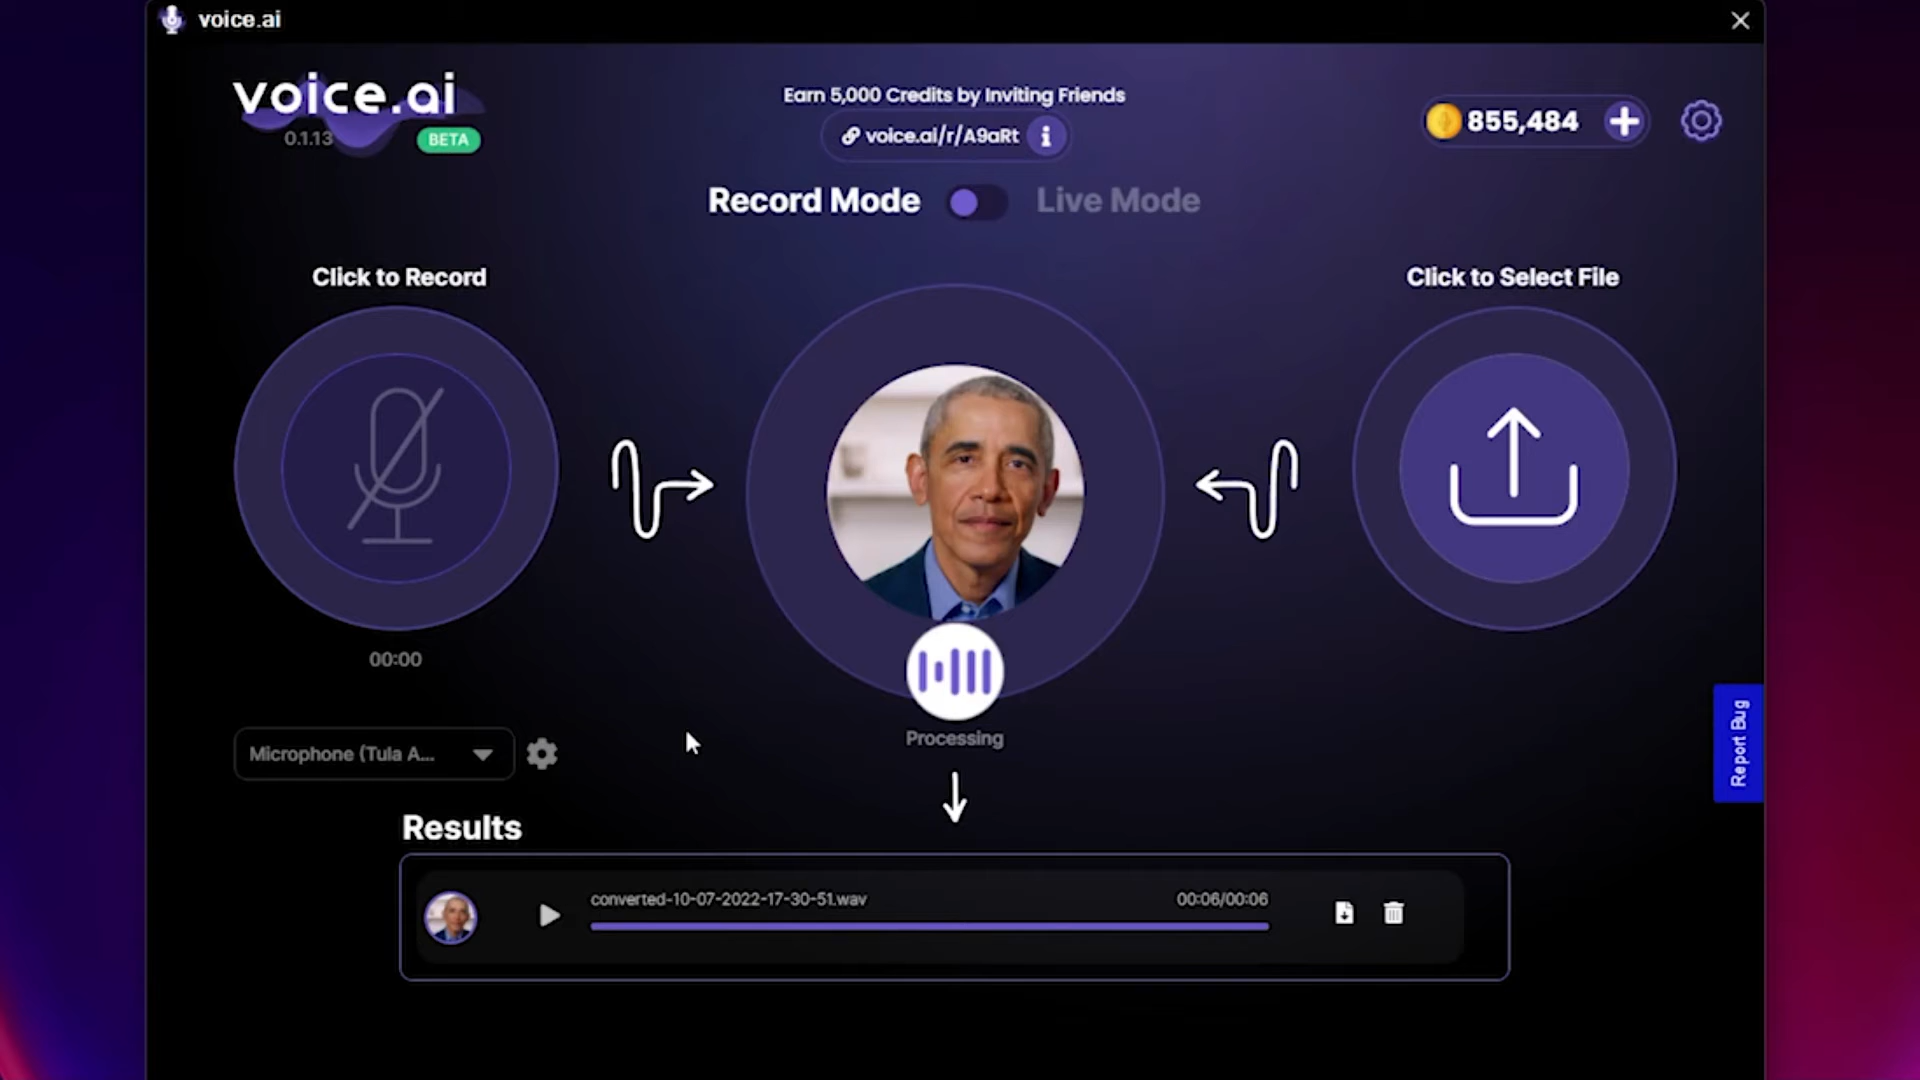 voice.ai
voice.ai
0.1.13
BETA
Earn 5,000 Credits by Inviting Friends
voice.ai/r/A9aRt
855,484
Record Mode
Live Mode
Click to Record
Click to Select File
00:00
Microphone (Tula A...
Processing
Report Bug
Results
converted-10-07-2022-17-30-51.wav
00:06/00:06